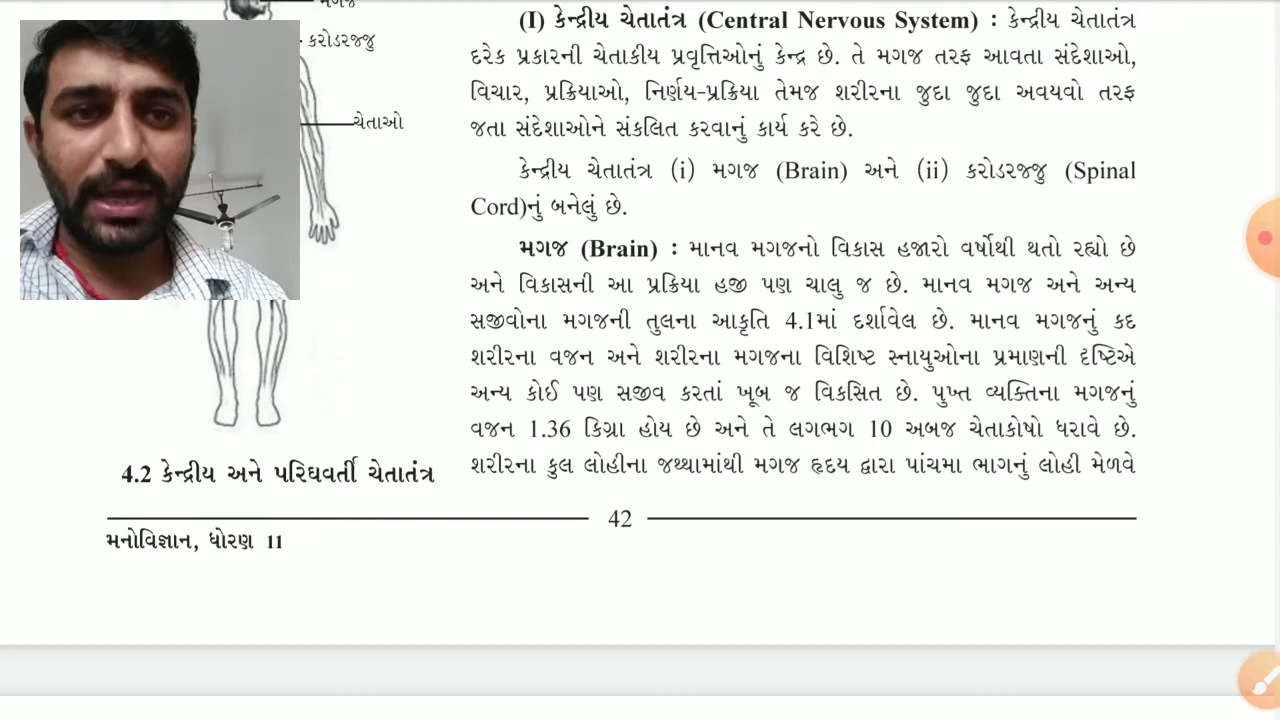 મગજ
કરોડરજજુ
ચેતાઓ
4.2 કેન્દ્રીય અને પરિઘવર્તી ચેતાતંત્ર
(I) કેન્દ્રીય ચેતાતંત્ર (Central Nervous System) : કેન્દ્રીય ચેતાતંત્ર
દરેક પ્રકારની ચેતાકીય પ્રવૃત્તિઓનું કેન્દ્ર છે. તે મગજ તરફ આવતા સંદેશાઓ,
વિચાર, પ્રક્રિયાઓ, નિર્ણય-પ્રક્રિયા તેમજ શરીરના જુદા જુદા અવયવો તરફ
જતા સંદેશાઓને સંકલિત કરવાનું કાર્ય કરે છે.
કેન્દ્રીય ચેતાતંત્ર (i) મગજ (Brain) અને (ii) કરોડરજજુ (Spinal
Cord)નું બનેલું છે.
મગજ (Brain) : માનવ મગજનો વિકાસ હજારો વર્ષોથી થતો રહ્યો છે
અને વિકાસની આ પ્રક્રિયા હજી પણ ચાલુ જ છે. માનવ મગજ અને અન્ય
સજીવોના મગજની તુલના આકૃતિ 4.1માં દર્શાવેલ છે. માનવ મગજનું કદ
શરીરના વજન અને શરીરના મગજના વિશિષ્ટ સ્નાયુઓના પ્રમાણની દૃષ્ટિએ
અન્ય કોઈ પણ સજીવ કરતાં ખૂબ જ વિકસિત છે. પુખ્ત વ્યક્તિના મગજનું
વજન 1.36 કિગ્રા હોય છે અને તે લગભગ 10 અબજ ચેતાકોષો ધરાવે છે.
શરીરના કુલ લોહીના જથ્થામાંથી મગજ હૃદય દ્વારા પાંચમા ભાગનું લોહી મેળવે
42
મનોવિજ્ઞાન, ધોરણ 11